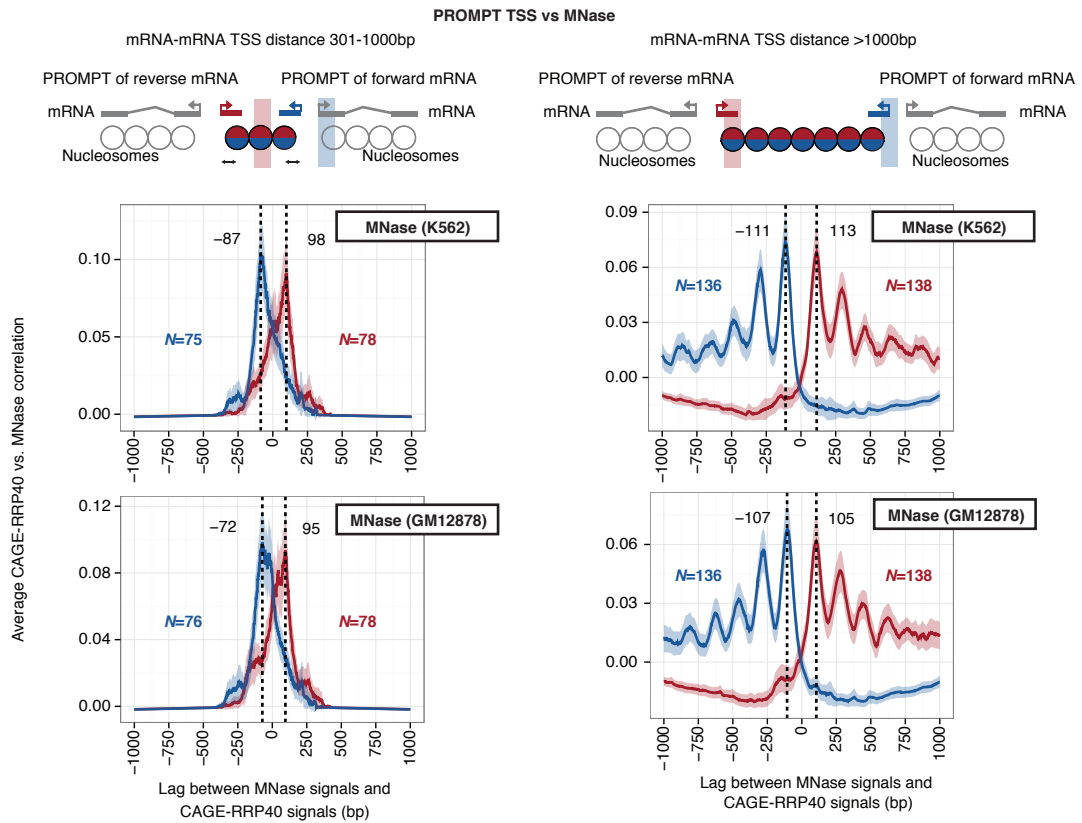 PROMPT TSS vs MNase
mRNA-mRNA TSS distance 301-1000bp
PROMPT of reverse mRNA
PROMPT of forward mRNA
mRNA
mRNA
Nucleosomes
Nucleosomes
mRNA-mRNA TSS distance >1000bp
PROMPT of reverse mRNA
PROMPT of forward mRNA
mRNA
mRNA
Nucleosomes
Nucleosomes
Average CAGE-RRP40 vs. MNase correlation
MNase (K562)
−87
98
N=75
N=78
0.10
0.05
0.00
−1000
−750
−500
−250
0
250
500
750
1000
MNase (K562)
−111
113
N=136
N=138
0.09
0.06
0.03
0.00
−1000
−750
−500
−250
0
250
500
750
1000
MNase (GM12878)
−72
95
N=76
N=78
0.12
0.08
0.04
0.00
−1000
−750
−500
−250
0
250
500
750
1000
Lag between MNase signals and
CAGE-RRP40 signals (bp)
MNase (GM12878)
−107
105
N=136
N=138
0.06
0.03
0.00
−1000
−750
−500
−250
0
250
500
750
1000
Lag between MNase signals and
CAGE-RRP40 signals (bp)